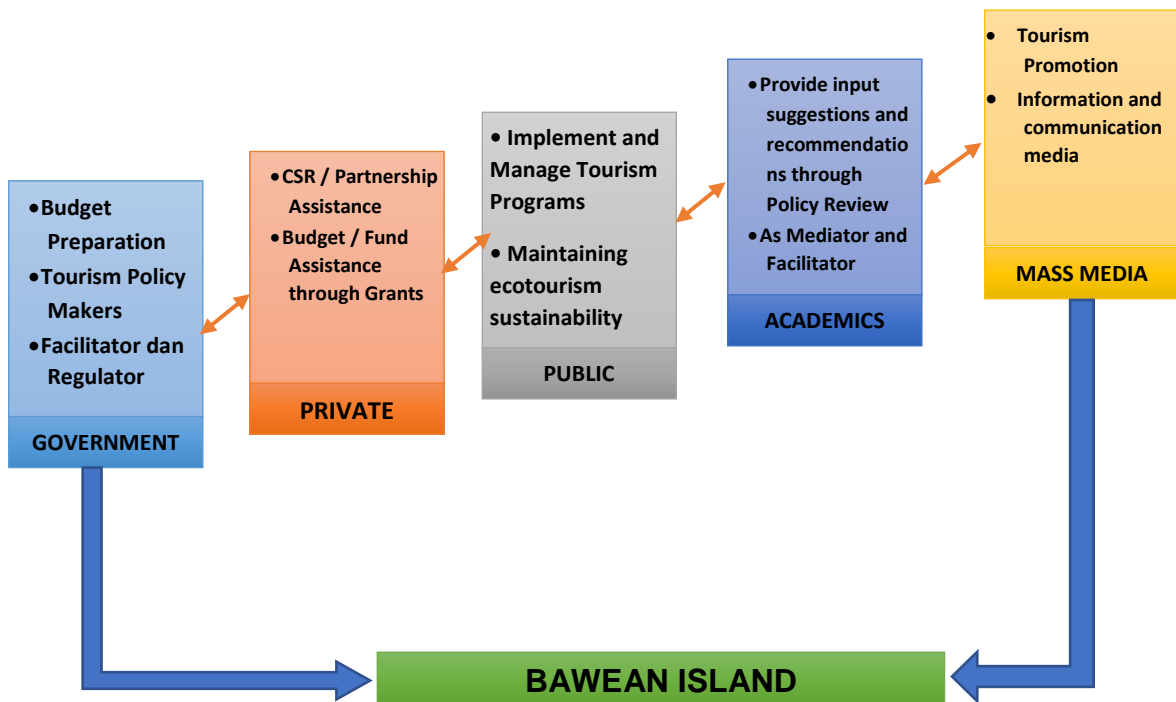 • Budget
Preparation
• Tourism Policy
Makers
• Facilitator dan
Regulator
GOVERNMENT
• CSR / Partnership
Assistance
• Budget / Fund
Assistance
through Grants
PRIVATE
• Implement and
Manage Tourism
Programs
• Maintaining
ecotourism
sustainability
PUBLIC
• Provide input
suggestions and
recommendatio
ns through
Policy Review
• As Mediator and
Facilitator
ACADEMICS
• Tourism
Promotion
• Information and
communication
media
MASS MEDIA
BAWEAN ISLAND